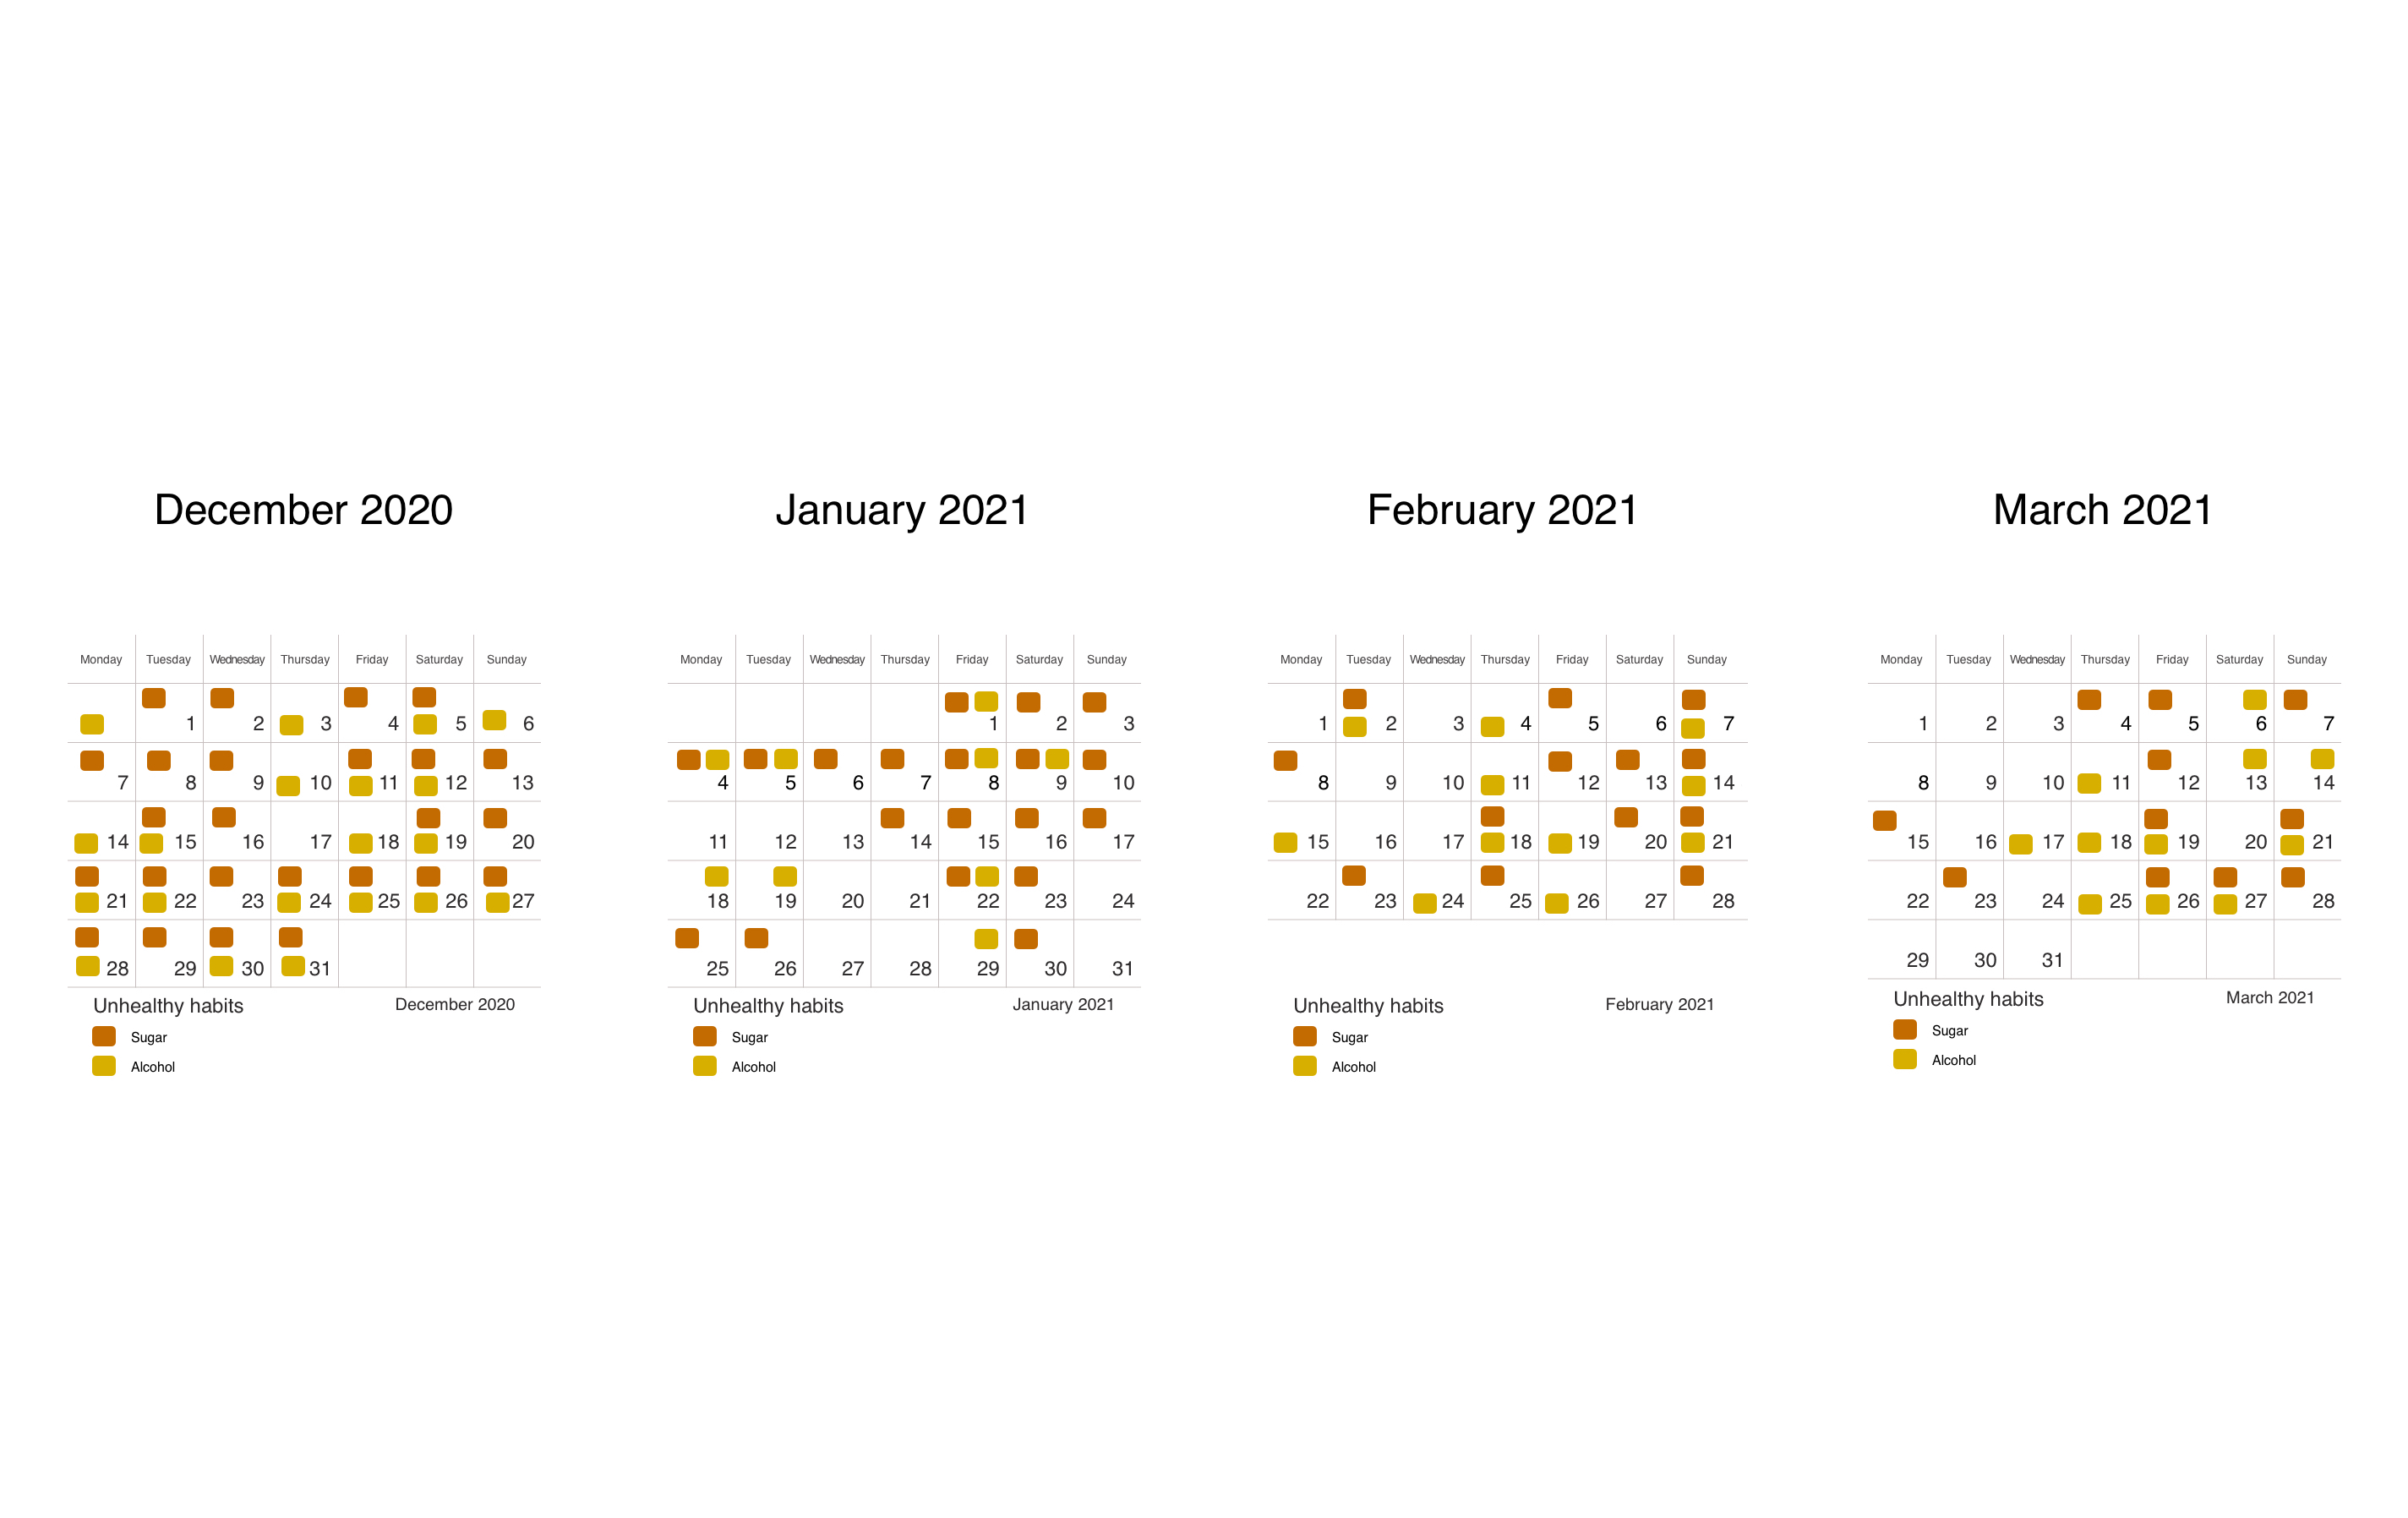 December 2020
Monday Tuesday Wednesday Thursday Friday Saturday Sunday
1 2 3 4 5 6
7 8 9 10 11 12 13
14 15 16 17 18 19 20
21 22 23 24 25 26 27
28 29 30 31
Unhealthy habits December 2020
Sugar
Alcohol
January 2021
Monday Tuesday Wednesday Thursday Friday Saturday Sunday
1 2 3
4 5 6 7 8 9 10
11 12 13 14 15 16 17
18 19 20 21 22 23 24
25 26 27 28 29 30 31
Unhealthy habits January 2021
Sugar
Alcohol
February 2021
Monday Tuesday Wednesday Thursday Friday Saturday Sunday
1 2 3 4 5 6 7
8 9 10 11 12 13 14
15 16 17 18 19 20 21
22 23 24 25 26 27 28
Unhealthy habits February 2021
Sugar
Alcohol
March 2021
Monday Tuesday Wednesday Thursday Friday Saturday Sunday
1 2 3 4 5 6 7
8 9 10 11 12 13 14
15 16 17 18 19 20 21
22 23 24 25 26 27 28
29 30 31
Unhealthy habits March 2021
Sugar
Alcohol